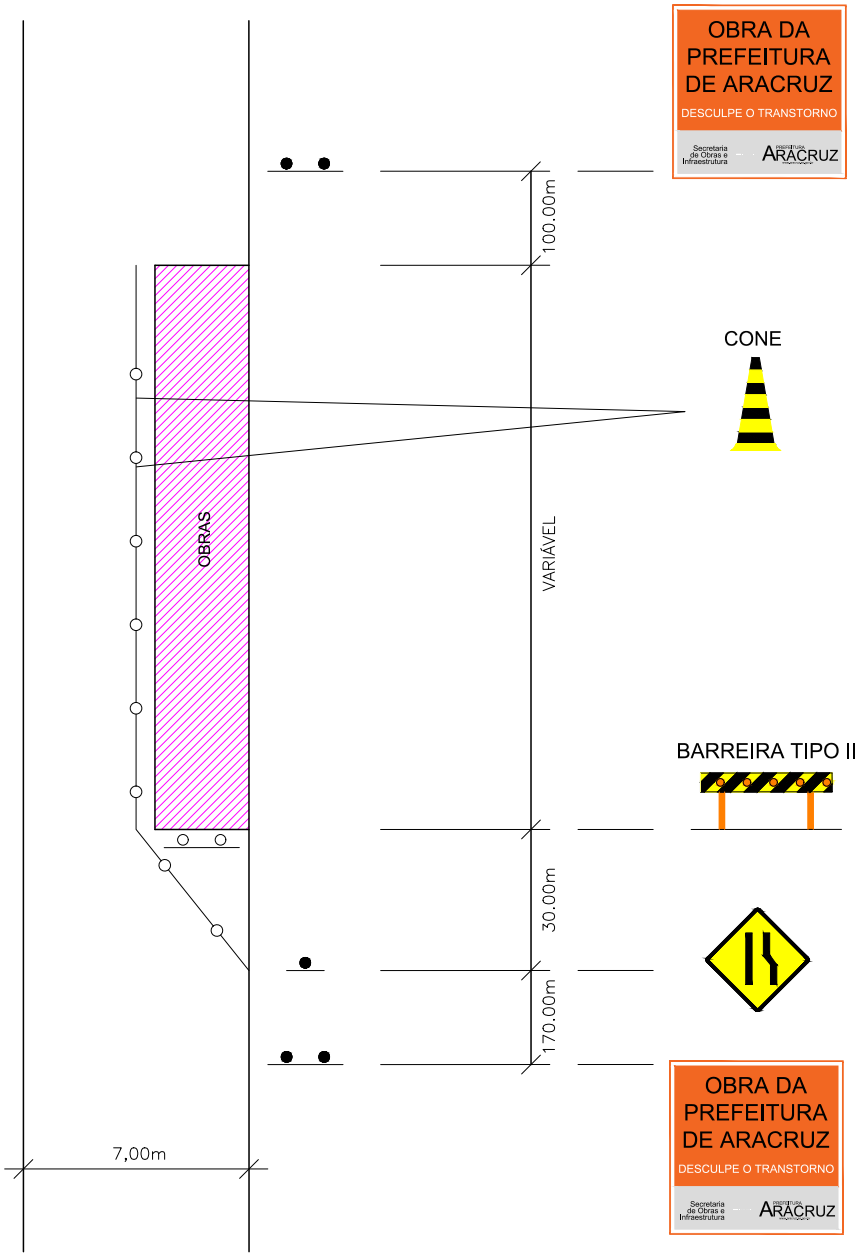 OBRA DA
PREFEITURA
DE ARACRUZ
DESCULPE O TRANSTORNO
Secretaria
de Obras e
Infraestrutura
PREFEITURA
ARACRUZ
100.00m
CONE
OBRAS
VARIÁVEL
BARREIRA TIPO II
30.00m
170.00m
OBRA DA
PREFEITURA
DE ARACRUZ
DESCULPE O TRANSTORNO
7,00m
Secretaria
de Obras e
Infraestrutura
PREFEITURA
ARACRUZ